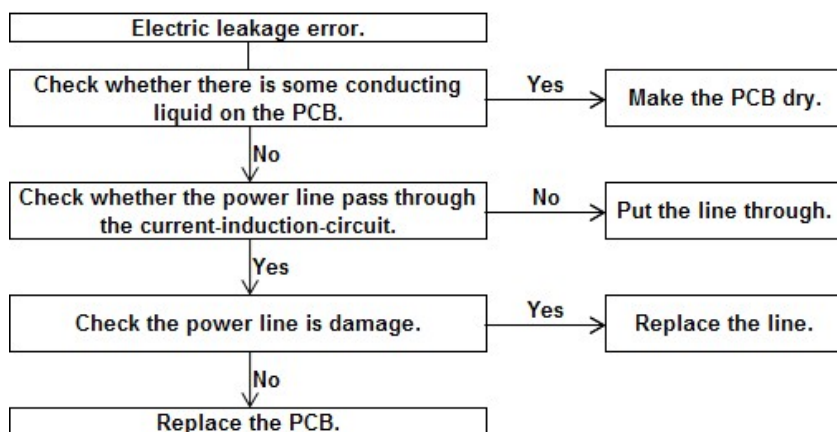 Electric leakage error.
Check whether there is some conducting
liquid on the PCB.
Yes
Make the PCB dry.
No
Check whether the power line pass through
the current-induction-circuit.
No
Put the line through.
Yes
Check the power line is damage.
Yes
Replace the line.
No
Replace the PCB.